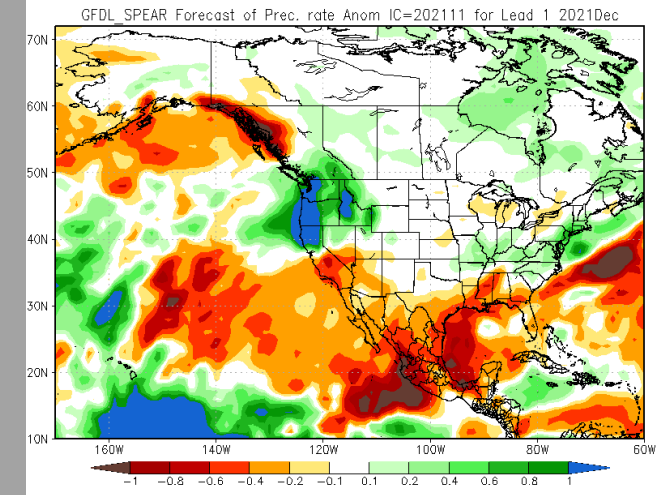 GFDL_SPEAR Forecast of Prec. rate Anom IC=202111 for Lead 1 2021Dec
70N
60N
50N
40N
30N
20N
10N
160W 140W 120W 100W 80W 60W
-1 -0.8 -0.6 -0.4 -0.2 -0.1 0.1 0.2 0.4 0.6 0.8 1